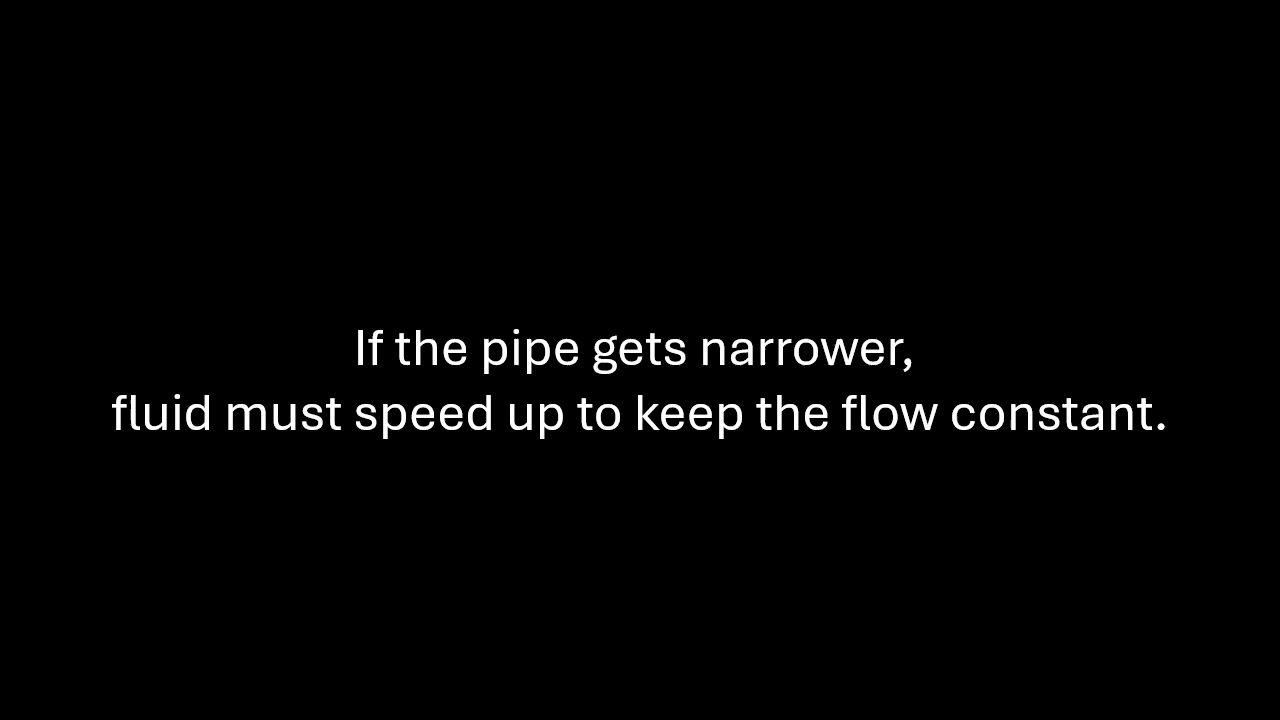 If the pipe gets narrower,
fluid must speed up to keep the flow constant.